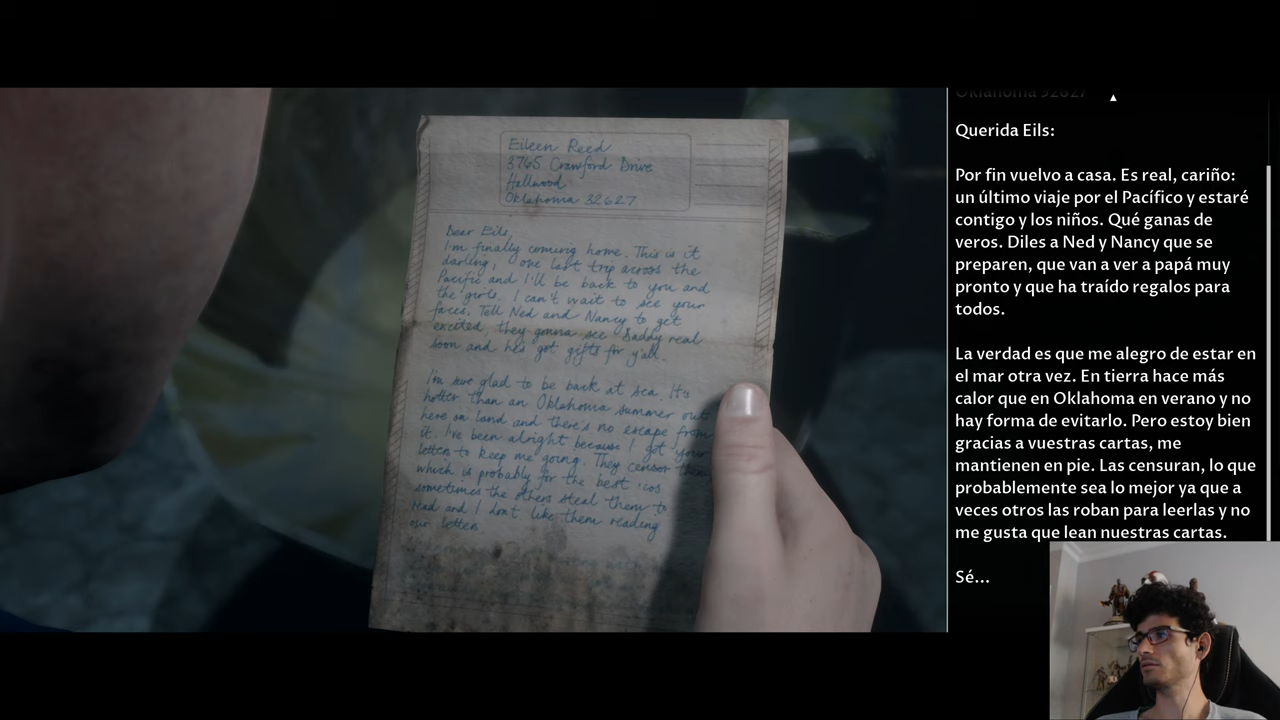 Eileen Reed
3765 Crawford Drive
Hallwood
Oklahoma 32627
Dear Eils,
I'm finally coming home. This is it
darling, one last trip across the
Pacific and I'll be back to you and
the girls. I can't wait to see your
faces. Tell Ned and Nancy to get
excited, they gonna see Daddy real
soon and he's got gifts for y'all.
I'm sure glad to be back at sea. It's
hotter than an Oklahoma summer out
here on land and there's no escape from
it. I've been alright because I got your
letters to keep me going. They censor them
which is probably for the best 'cos
sometimes the others steal them to
read and I don't like them reading
our letters
Oklahoma 32627
Querida Eils:
Por fin vuelvo a casa. Es real, cariño:
un último viaje por el Pacífico y estaré
contigo y los niños. Qué ganas de
veros. Diles a Ned y Nancy que se
preparen, que van a ver a papá muy
pronto y que ha traído regalos para
todos.
La verdad es que me alegro de estar en
el mar otra vez. En tierra hace más
calor que en Oklahoma en verano y no
hay forma de evitarlo. Pero estoy bien
gracias a vuestras cartas, me
mantienen en pie. Las censuran, lo que
probablemente sea lo mejor ya que a
veces otros las roban para leerlas y no
me gusta que lean nuestras cartas.
Sé...